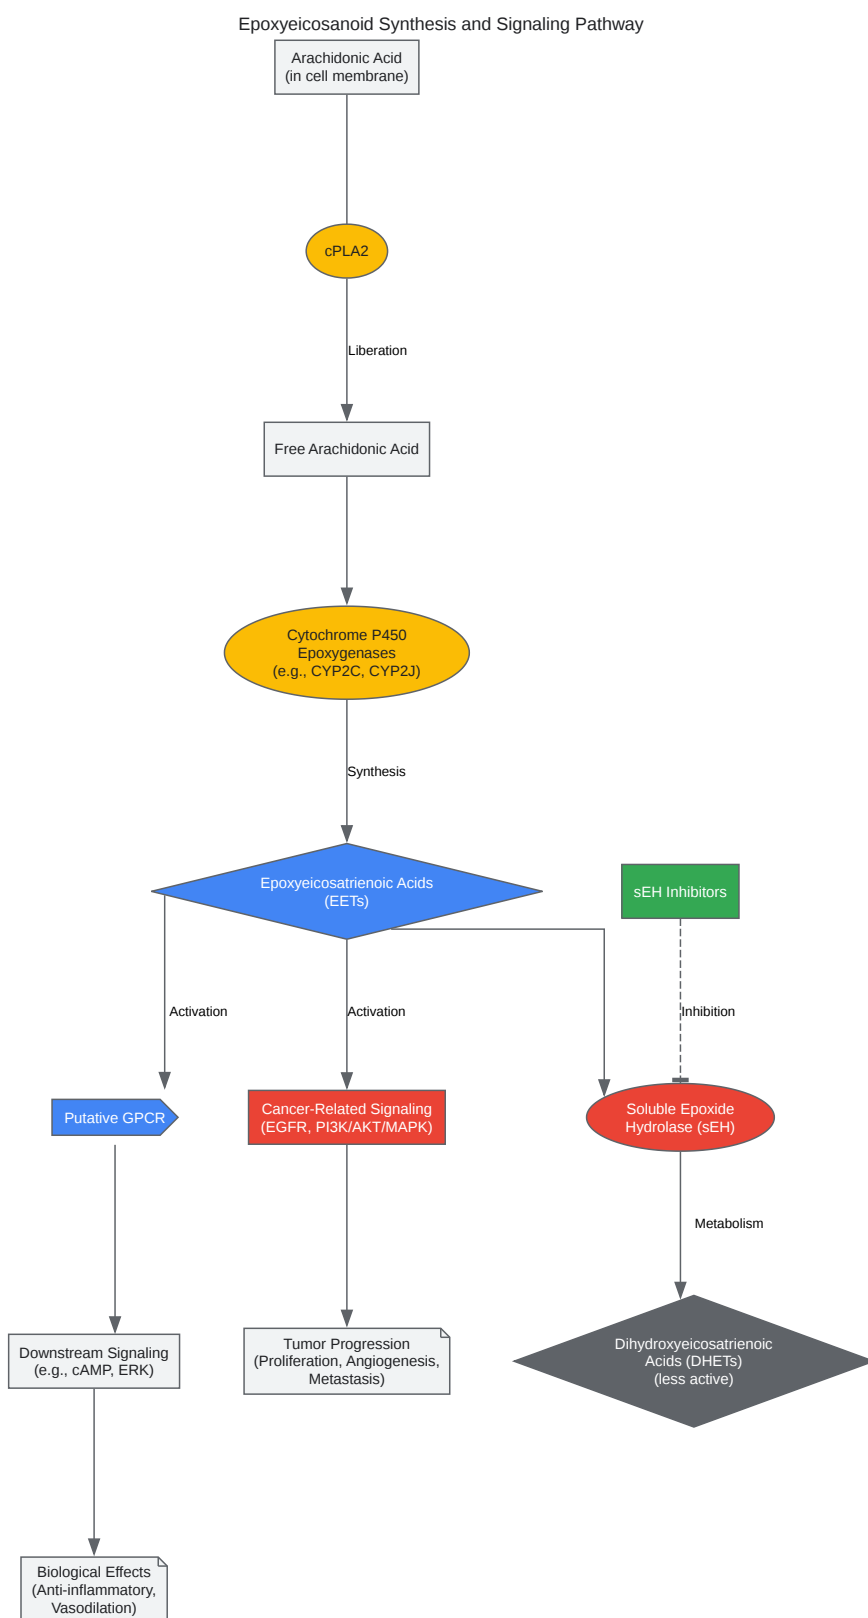 Epoxyeicosanoid Synthesis and Signaling Pathway
Arachidonic Acid
(in cell membrane)
cPLA2
Liberation
Free Arachidonic Acid
Cytochrome P450
Epoxygenases
(e.g., CYP2C, CYP2J)
Synthesis
Epoxyeicosatrienoic Acids
(EETs)
sEH Inhibitors
Activation
Activation
Inhibition
Putative GPCR
Cancer-Related Signaling
(EGFR, PI3K/AKT/MAPK)
Soluble Epoxide
Hydrolase (sEH)
Metabolism
Downstream Signaling
(e.g., cAMP, ERK)
Tumor Progression
(Proliferation, Angiogenesis,
Metastasis)
Dihydroxyeicosatrienoic
Acids (DHETs)
(less active)
Biological Effects
(Anti-inflammatory,
Vasodilation)